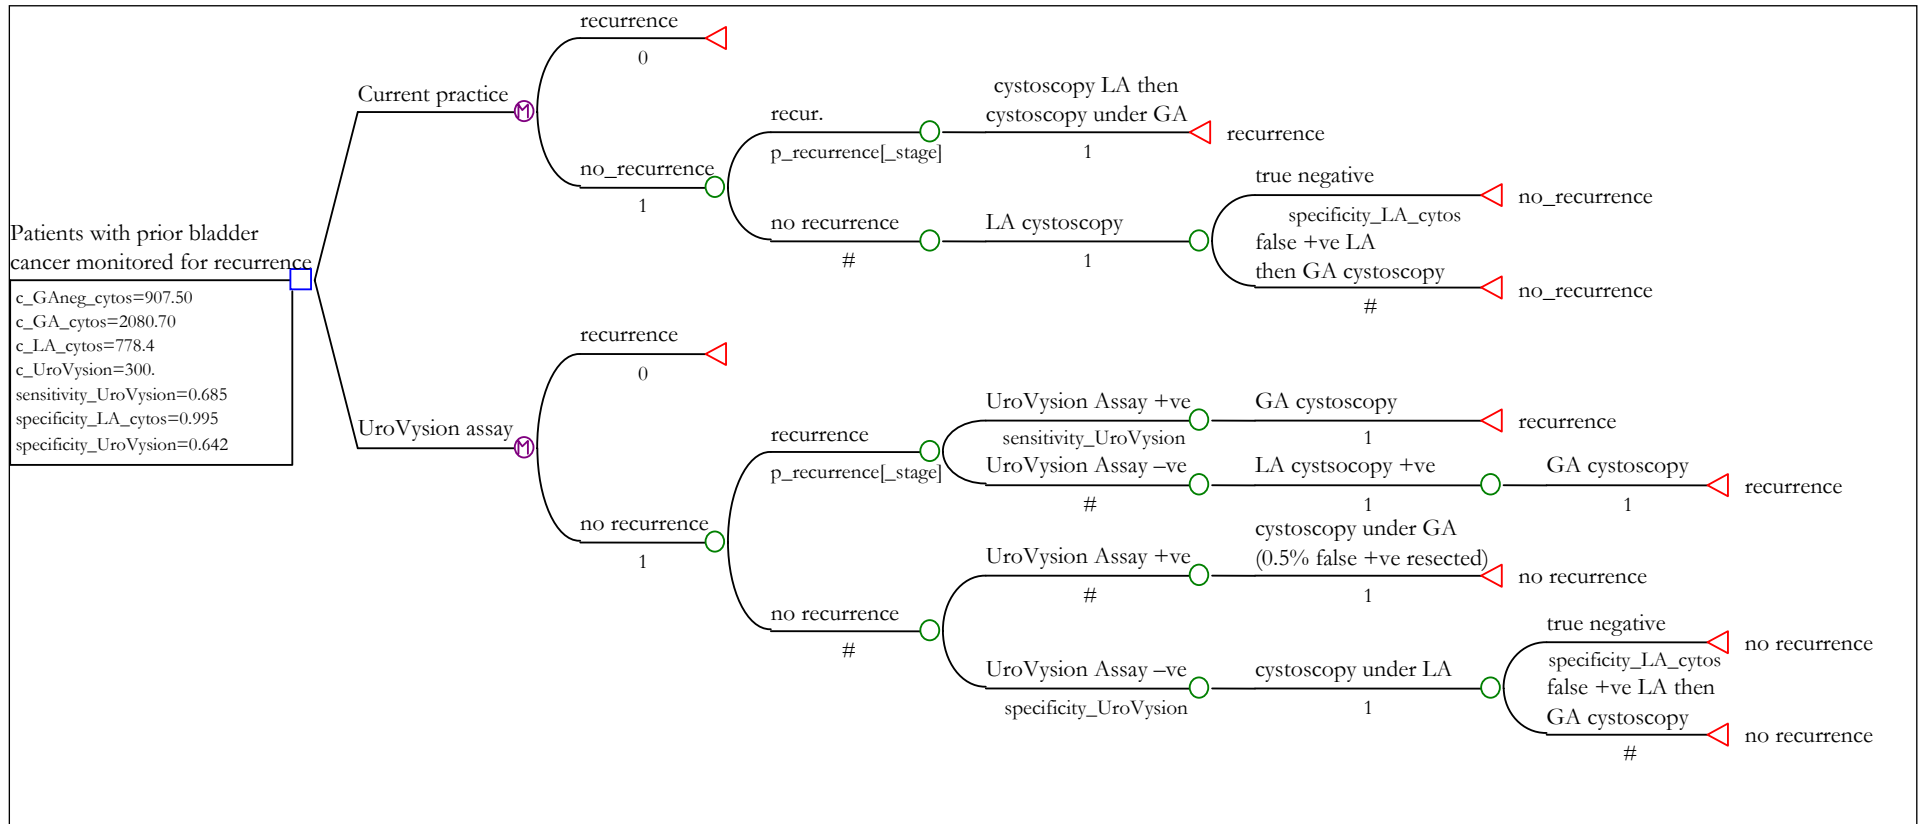 recurrence
0
Current practice
cystoscopy LA then
cystoscopy under GA
1
recurrence
recur.
p_recurrence[_stage]
no_recurrence
1
true negative
specificity_LA_cytos
no_recurrence
no recurrence
#
LA cystoscopy
1
false +ve LA
then GA cystoscopy
#
no_recurrence
Patients with prior bladder
cancer monitored for recurrence
c_GAneg_cytos=907.50
c_GA_cytos=2080.70
c_LA_cytos=778.4
c_UroVysion=300.
sensitivity_UroVysion=0.685
specificity_LA_cytos=0.995
specificity_UroVysion=0.642
recurrence
0
UroVysion assay
UroVysion Assay +ve
sensitivity_UroVysion
GA cystoscopy
1
recurrence
recurrence
p_recurrence[_stage]
UroVysion Assay –ve
#
LA cystsocopy +ve
1
GA cystoscopy
1
recurrence
no recurrence
1
UroVysion Assay +ve
#
cystoscopy under GA
(0.5% false +ve resected)
1
no recurrence
no recurrence
#
UroVysion Assay –ve
specificity_UroVysion
cystoscopy under LA
1
true negative
specificity_LA_cytos
no recurrence
false +ve LA then
GA cystoscopy
#
no recurrence